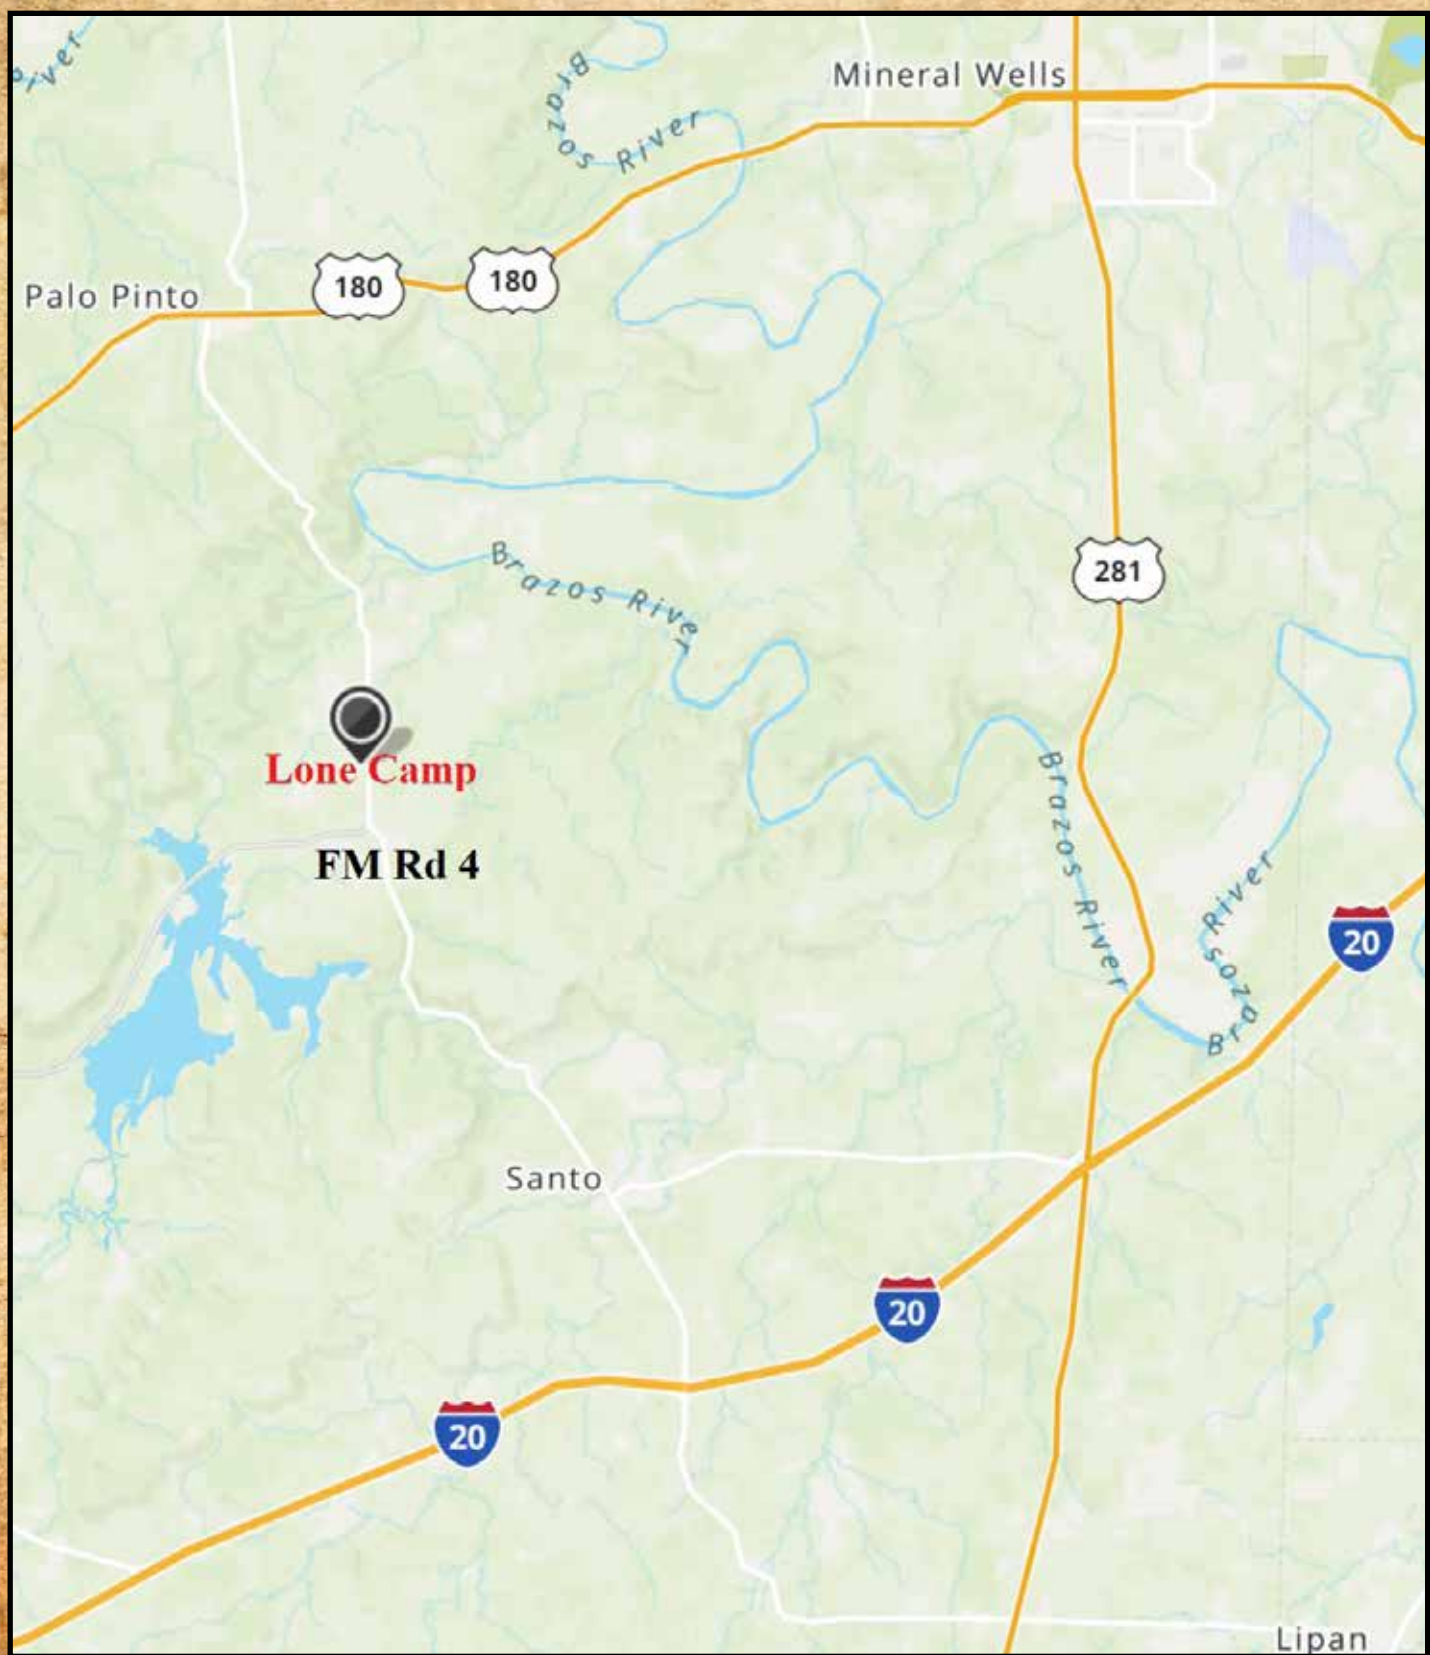 River
Brazos River
Mineral Wells
180
180
Palo Pinto
Brazos River
281
Lone Camp
Brazos River
FM Rd 4
Brazos River
20
Santo
20
20
Lipan